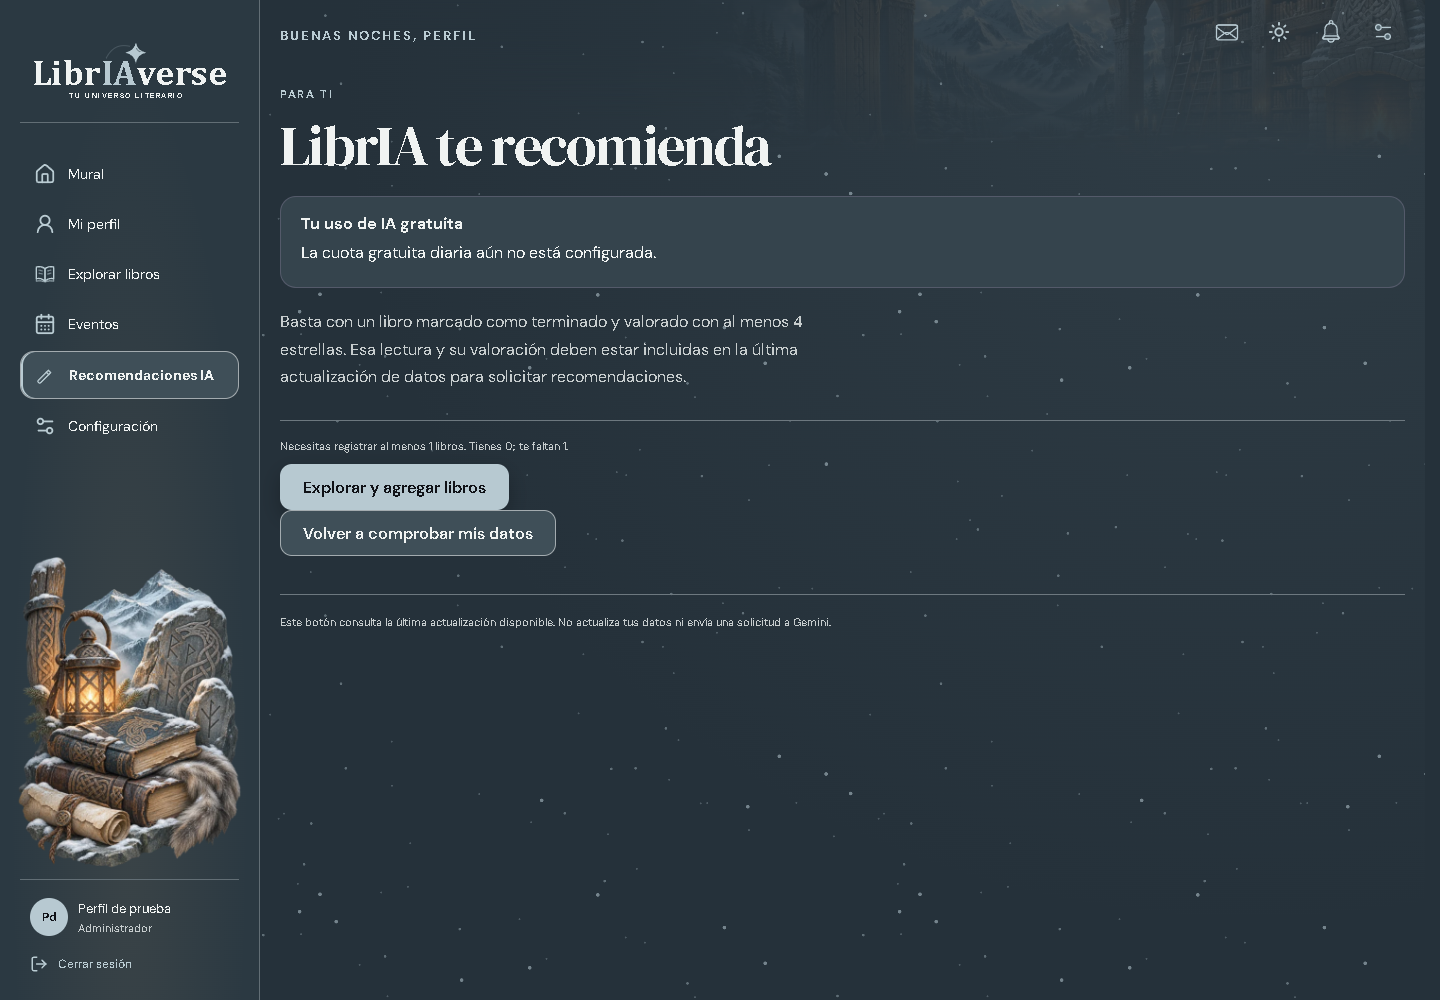 LibrIAverse
TU UNIVERSO LITERARIO
Mural
Mi perfil
Explorar libros
Eventos
Recomendaciones IA
Configuración
Pd
Perfil de prueba
Administrador
Cerrar sesión
BUENAS NOCHES, PERFIL
PARA TI
LibrIA te recomienda
Tu uso de IA gratuita
La cuota gratuita diaria aún no está configurada.
Basta con un libro marcado como terminado y valorado con al menos 4
estrellas. Esa lectura y su valoración deben estar incluidas en la última
actualización de datos para solicitar recomendaciones.
Necesitas registrar al menos 1 libros. Tienes 0; te faltan 1.
Explorar y agregar libros
Volver a comprobar mis datos
Este botón consulta la última actualización disponible. No actualiza tus datos ni envía una solicitud a Gemini.